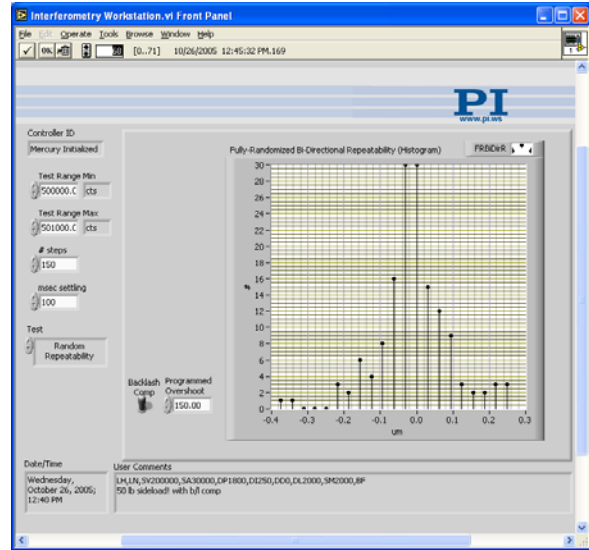 Interferometry Workstation.vi Front Panel
File Edit Operate Tools Browse Window Help
OK [0..71] 10/26/2005 12:45:32 PM.169
PI
www.pi.ws
Controller ID
Mercury Initialized
Fully-Randomized Bi-Directional Repeatability (Histogram) FRBiDirR
Test Range Min
500000.0 cts
Test Range Max
501000.0 cts
# steps
150
msec settling
100
Test
Random
Repeatability
Backlash Comp
Programmed Overshoot
150.00
%
30
28
26
24
22
20
18
16
14
12
10
8
6
4
2
0
-0.4 -0.3 -0.2 -0.1 0.0 0.1 0.2 0.3
um
Date/Time
Wednesday,
October 26, 2005;
12:40 PM
User Comments
LH,LN,SV200000,SA30000,DP1800,DI250,DD0,DL2000,SM2000,BF
50 lb sideload! with b/l comp